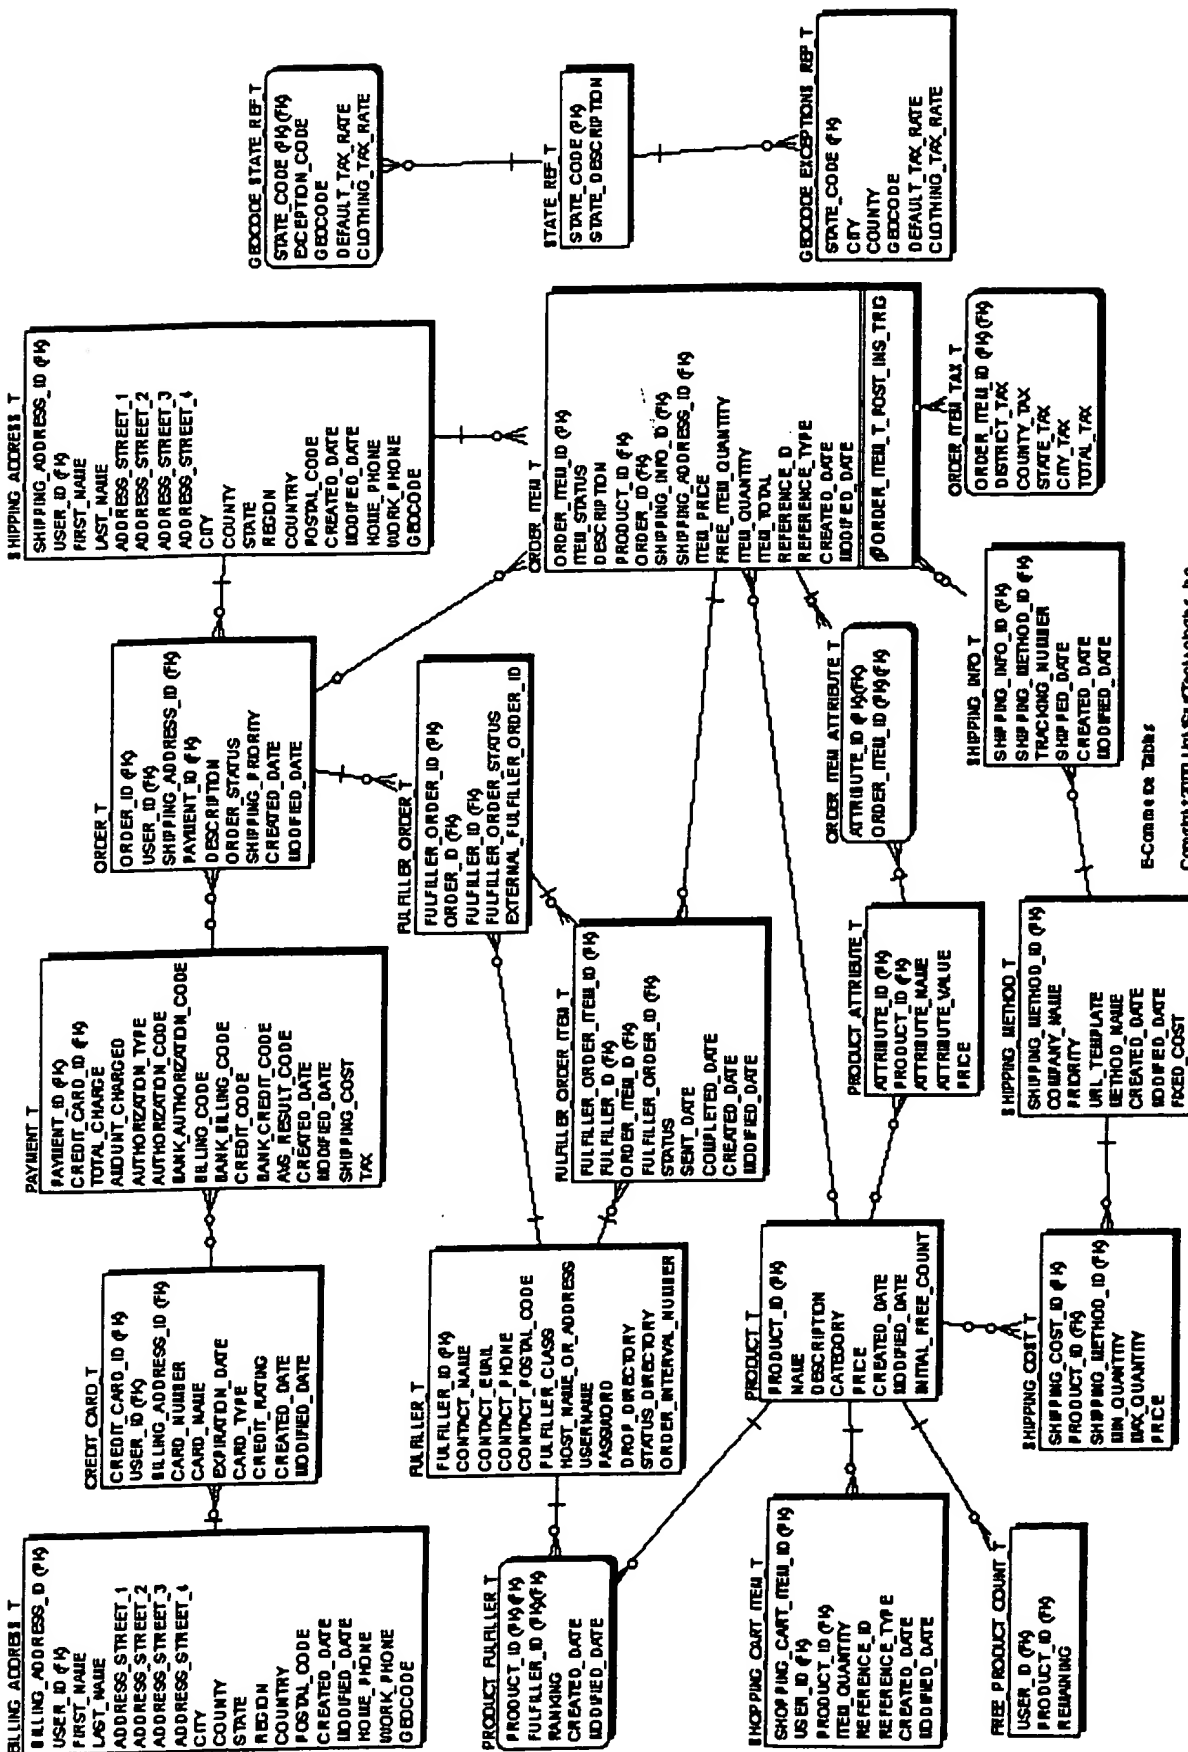 BILLING_ADDRESS_T
BILLING_ADDRESS_ID (PK)
USER_ID (FK)
FIRST_NAME
LAST_NAME
ADDRESS_STREET_1
ADDRESS_STREET_2
ADDRESS_STREET_3
ADDRESS_STREET_4
CITY
COUNTY
STATE
REGION
COUNTRY
POSTAL_CODE
CREATED_DATE
MODIFIED_DATE
HOME_PHONE
WORK_PHONE
GEOCODE
CREDIT_CARD_T
CREDIT_CARD_ID (PK)
USER_ID (FK)
BILLING_ADDRESS_ID (FK)
CARD_NUMBER
CARD_NAME
EXPIRATION_DATE
CARD_TYPE
CREDIT_RATING
CREATED_DATE
MODIFIED_DATE
PAYMENT_T
PAYMENT_ID (PK)
CREDIT_CARD_ID (FK)
TOTAL_CHARGE
AMOUNT_CHARGED
AUTHORIZATION_TYPE
AUTHORIZATION_CODE
BANK_AUTHORIZATION_CODE
BILLING_CODE
BANK_BILLING_CODE
CREDIT_CODE
BANK_CREDIT_CODE
AVS_RESULT_CODE
CREATED_DATE
MODIFIED_DATE
SHIPPING_COST
TAX
ORDER_T
ORDER_ID (PK)
USER_ID (FK)
SHIPPING_ADDRESS_ID (FK)
PAYMENT_ID (FK)
DESCRIPTION
ORDER_STATUS
SHIPPING_PRIORITY
CREATED_DATE
MODIFIED_DATE
SHIPPING_ADDRESS_T
SHIPPING_ADDRESS_ID (PK)
USER_ID (FK)
FIRST_NAME
LAST_NAME
ADDRESS_STREET_1
ADDRESS_STREET_2
ADDRESS_STREET_3
ADDRESS_STREET_4
CITY
COUNTY
STATE
REGION
COUNTRY
POSTAL_CODE
CREATED_DATE
MODIFIED_DATE
HOME_PHONE
WORK_PHONE
GEOCODE
GEOCODE_STATE_REF_T
STATE_CODE (PK)(FK)
EXCEPTION_CODE
GEOCODE
DEFAULT_TAX_RATE
CLOTHING_TAX_RATE
PRODUCT_FULFILLER_T
PRODUCT_ID (PK)(FK)
FULFILLER_ID (PK)(FK)
RANKING
CREATED_DATE
MODIFIED_DATE
FULFILLER_T
FULFILLER_ID (PK)
CONTACT_NAME
CONTACT_EMAIL
CONTACT_PHONE
CONTACT_POSTAL_CODE
FULFILLER_CLASS
HOST_NAME_OR_ADDRESS
USERNAME
PASSWORD
DROP_DIRECTORY
STATUS_DIRECTORY
ORDER_INTERVAL_NUMBER
FULFILLER_ORDER_T
FULFILLER_ORDER_ID (PK)
ORDER_ID (FK)
FULFILLER_ID (FK)
FULFILLER_ORDER_STATUS
EXTERNAL_FULFILLER_ORDER_ID
FULFILLER_ORDER_ITEM_T
FULFILLER_ORDER_ITEM_ID (PK)
FULFILLER_ID (FK)
ORDER_ITEM_ID (FK)
FULFILLER_ORDER_ID (FK)
STATUS
SENT_DATE
COMPLETED_DATE
CREATED_DATE
MODIFIED_DATE
ORDER_ITEM_T
ORDER_ITEM_ID (PK)
ITEM_STATUS
DESCRIPTION
PRODUCT_ID (FK)
ORDER_ID (FK)
SHIPPING_INFO_ID (FK)
SHIPPING_ADDRESS_ID (FK)
ITEM_PRICE
FREE_ITEM_QUANTITY
ITEM_QUANTITY
ITEM_TOTAL
REFERENCE_ID
REFERENCE_TYPE
CREATED_DATE
MODIFIED_DATE
ORDER_ITEM_T_POST_INS_TRIG
STATE_REF_T
STATE_CODE (PK)
STATE_DESCRIPTION
SHOPPING_CART_ITEM_T
SHOPPING_CART_ITEM_ID (PK)
USER_ID (FK)
PRODUCT_ID (FK)
ITEM_QUANTITY
REFERENCE_ID
REFERENCE_TYPE
CREATED_DATE
MODIFIED_DATE
PRODUCT_T
PRODUCT_ID (PK)
NAME
DESCRIPTION
CATEGORY
PRICE
CREATED_DATE
MODIFIED_DATE
INITIAL_FREE_COUNT
PRODUCT_ATTRIBUTE_T
ATTRIBUTE_ID (PK)
PRODUCT_ID (FK)
ATTRIBUTE_NAME
ATTRIBUTE_VALUE
PRICE
ORDER_ITEM_ATTRIBUTE_T
ATTRIBUTE_ID (PK)(FK)
ORDER_ITEM_ID (PK)(FK)
GEOCODE_EXCEPTIONS_REF_T
STATE_CODE (FK)
CITY
COUNTY
GEOCODE
DEFAULT_TAX_RATE
CLOTHING_TAX_RATE
FREE_PRODUCT_COUNT_T
USER_ID (FK)
PRODUCT_ID (FK)
REMAINING
SHIPPING_COST_T
SHIPPING_COST_ID (PK)
PRODUCT_ID (FK)
SHIPPING_METHOD_ID (FK)
MIN_QUANTITY
MAX_QUANTITY
PRICE
SHIPPING_METHOD_T
SHIPPING_METHOD_ID (PK)
COMPANY_NAME
PRIORITY
URL_TEMPLATE
METHOD_NAME
CREATED_DATE
MODIFIED_DATE
FIXED_COST
SHIPPING_INFO_T
SHIPPING_INFO_ID (PK)
SHIPPING_METHOD_ID (FK)
TRACKING_NUMBER
SHIPPED_DATE
CREATED_DATE
MODIFIED_DATE
ORDER_ITEM_TAX_T
ORDER_ITEM_ID (PK)(FK)
DISTRICT_TAX
COUNTY_TAX
STATE_TAX
CITY_TAX
TOTAL_TAX
E-Commerce Tables